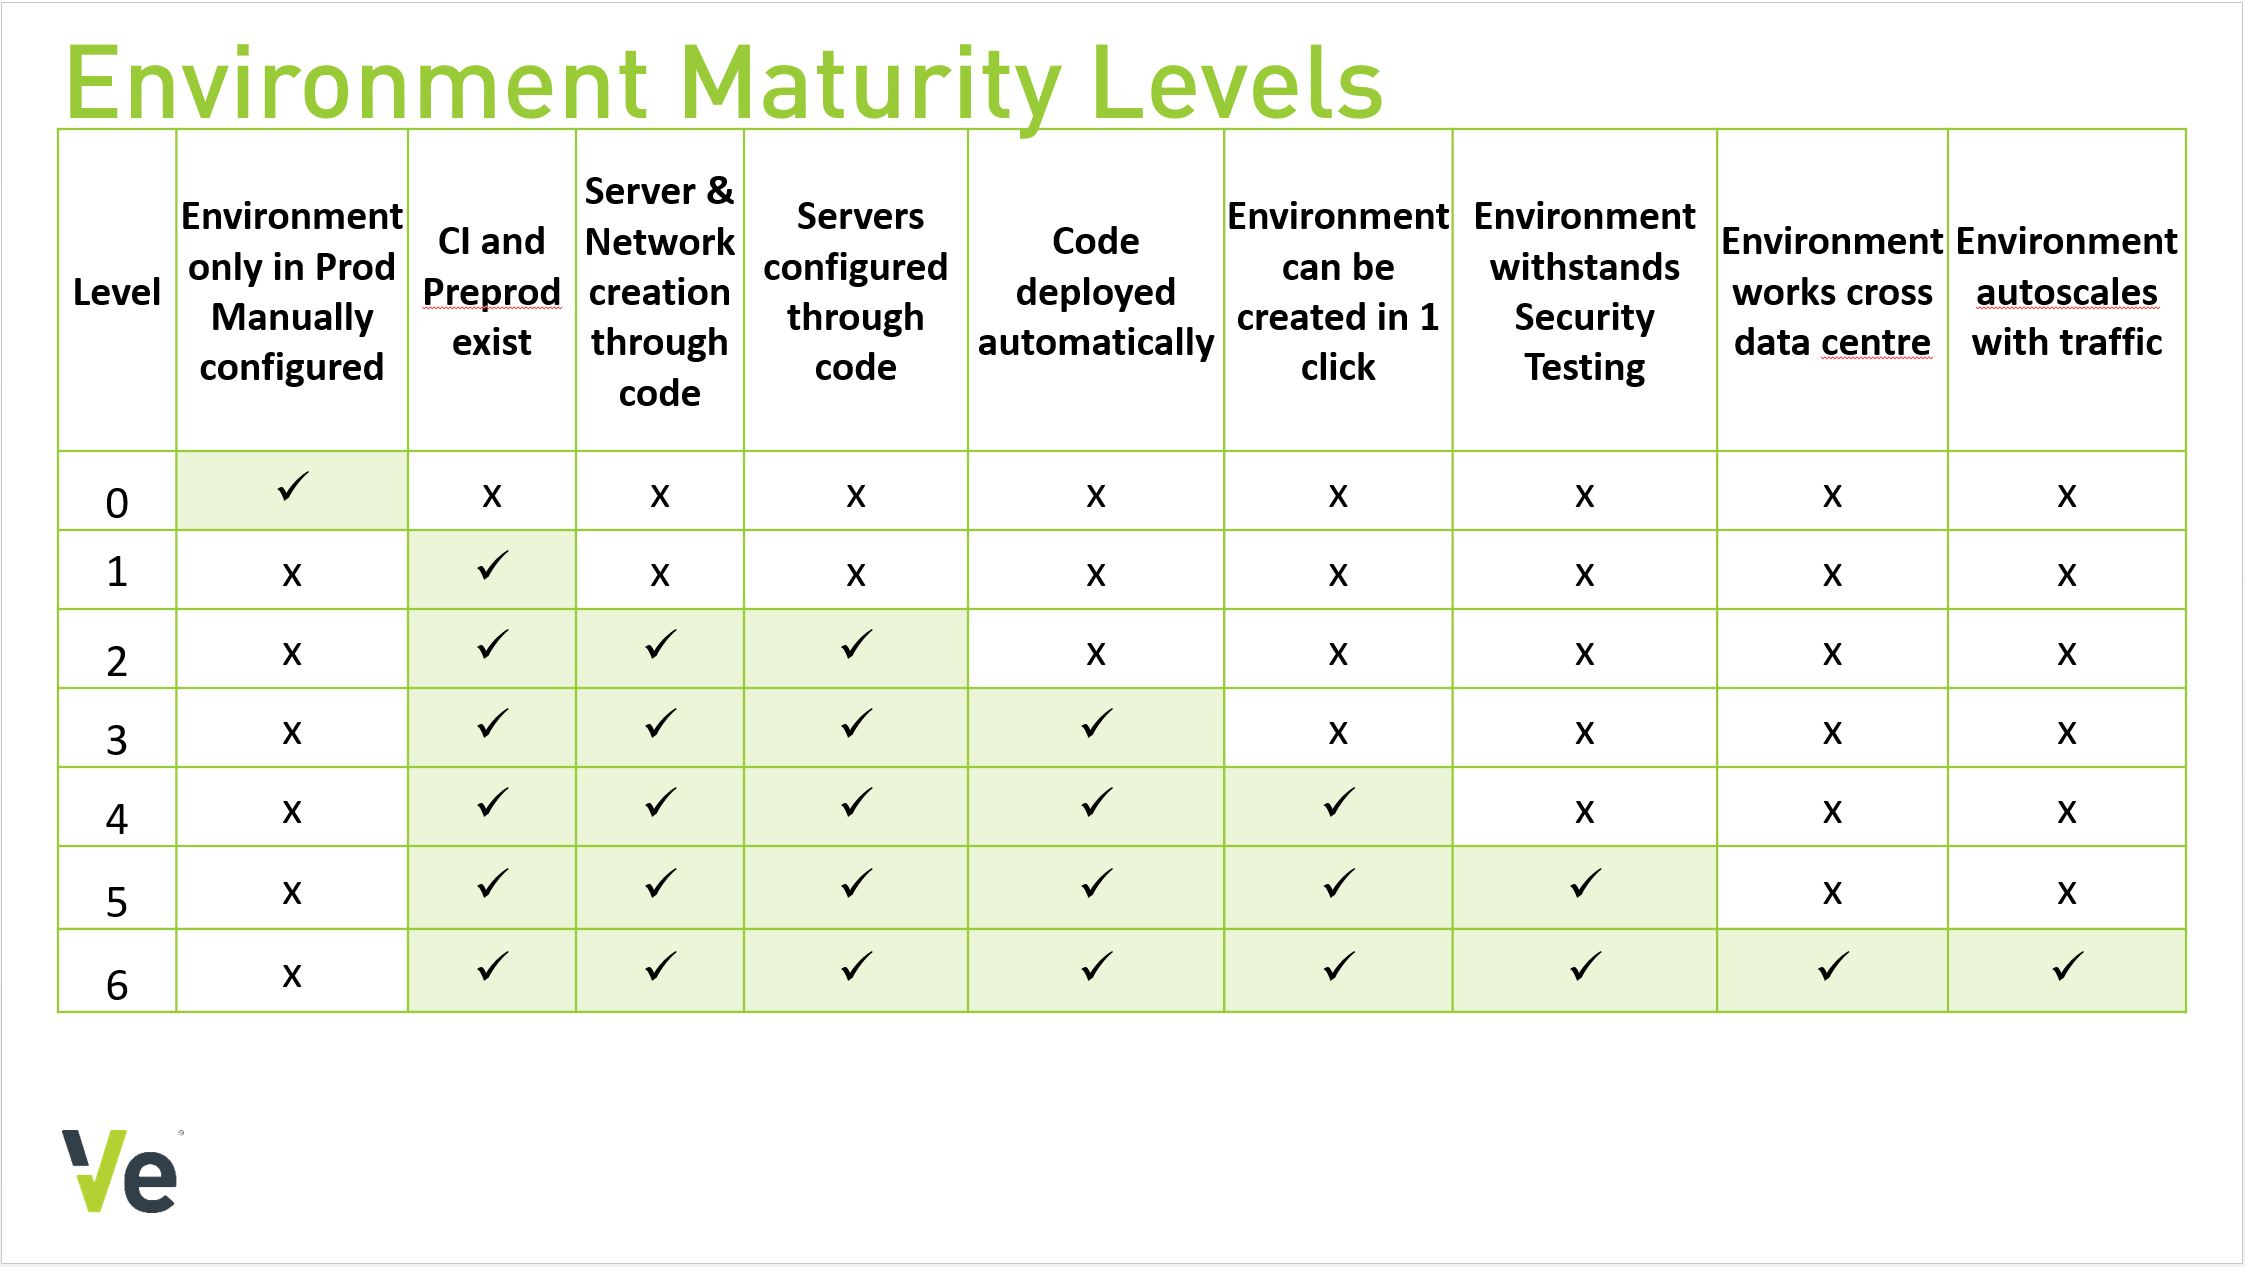 Environment Maturity Levels
Level
Environment
only in Prod
Manually
configured
CI and
Preprod
exist
Server &
Network
creation
through
code
Servers
configured
through
code
Code
deployed
automatically
Environment
can be
created in 1
click
Environment
withstands
Security
Testing
Environment
works cross
data centre
Environment
autoscales
with traffic
0 ✓ x x x x x x x x
1 x ✓ x x x x x x x
2 x ✓ ✓ ✓ x x x x x
3 x ✓ ✓ ✓ ✓ x x x x
4 x ✓ ✓ ✓ ✓ ✓ x x x
5 x ✓ ✓ ✓ ✓ ✓ ✓ x x
6 x ✓ ✓ ✓ ✓ ✓ ✓ ✓ ✓
Ve